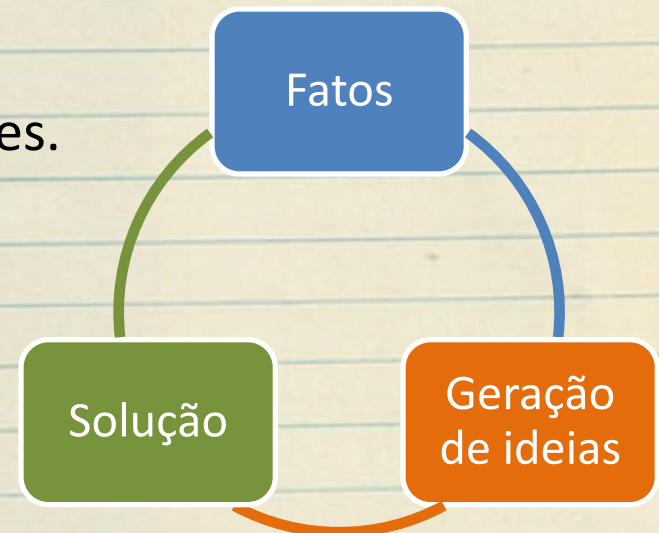 Fatos
es.
Geração
de ideias
Solução